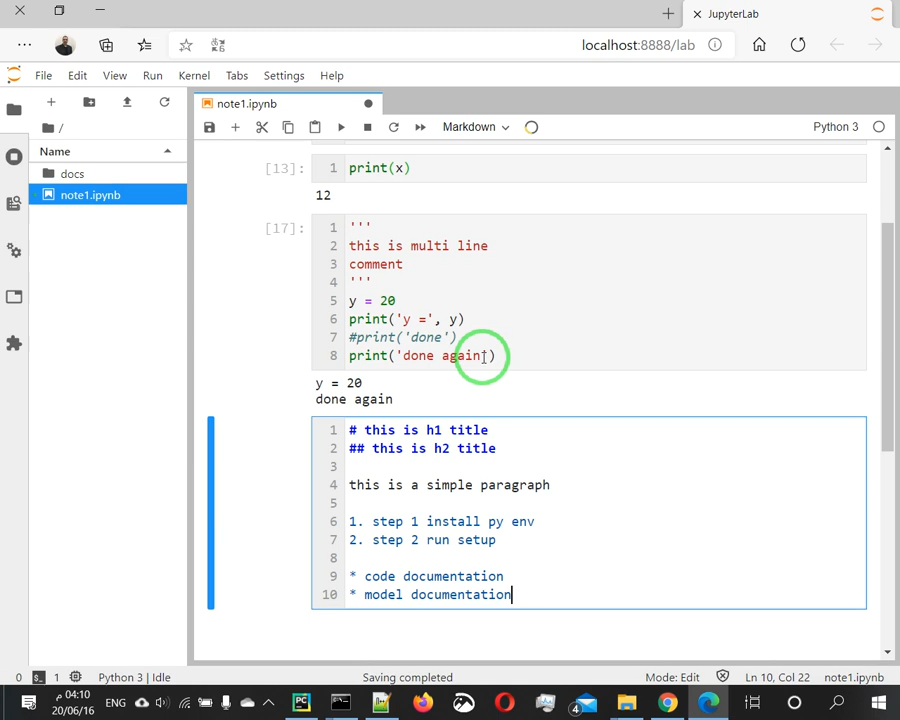 JupyterLab
localhost:8888/lab
File Edit View Run Kernel Tabs Settings Help
note1.ipynb
Markdown
Python 3
/
Name
docs
note1.ipynb
[13]: 1 print(x)
12
[17]: 1 '''
2 this is multi line
3 comment
4 '''
5 y = 20
6 print('y =', y)
7 #print('done')
8 print('done again')
y = 20
done again
1 # this is h1 title
2 ## this is h2 title
3
4 this is a simple paragraph
5
6 1. step 1 install py env
7 2. step 2 run setup
8
9 * code documentation
10 * model documentation
0 1 Python 3 | Idle Saving completed Mode: Edit Ln 10, Col 22 note1.ipynb
04:10 م
20/06/16
ENG
PC
4